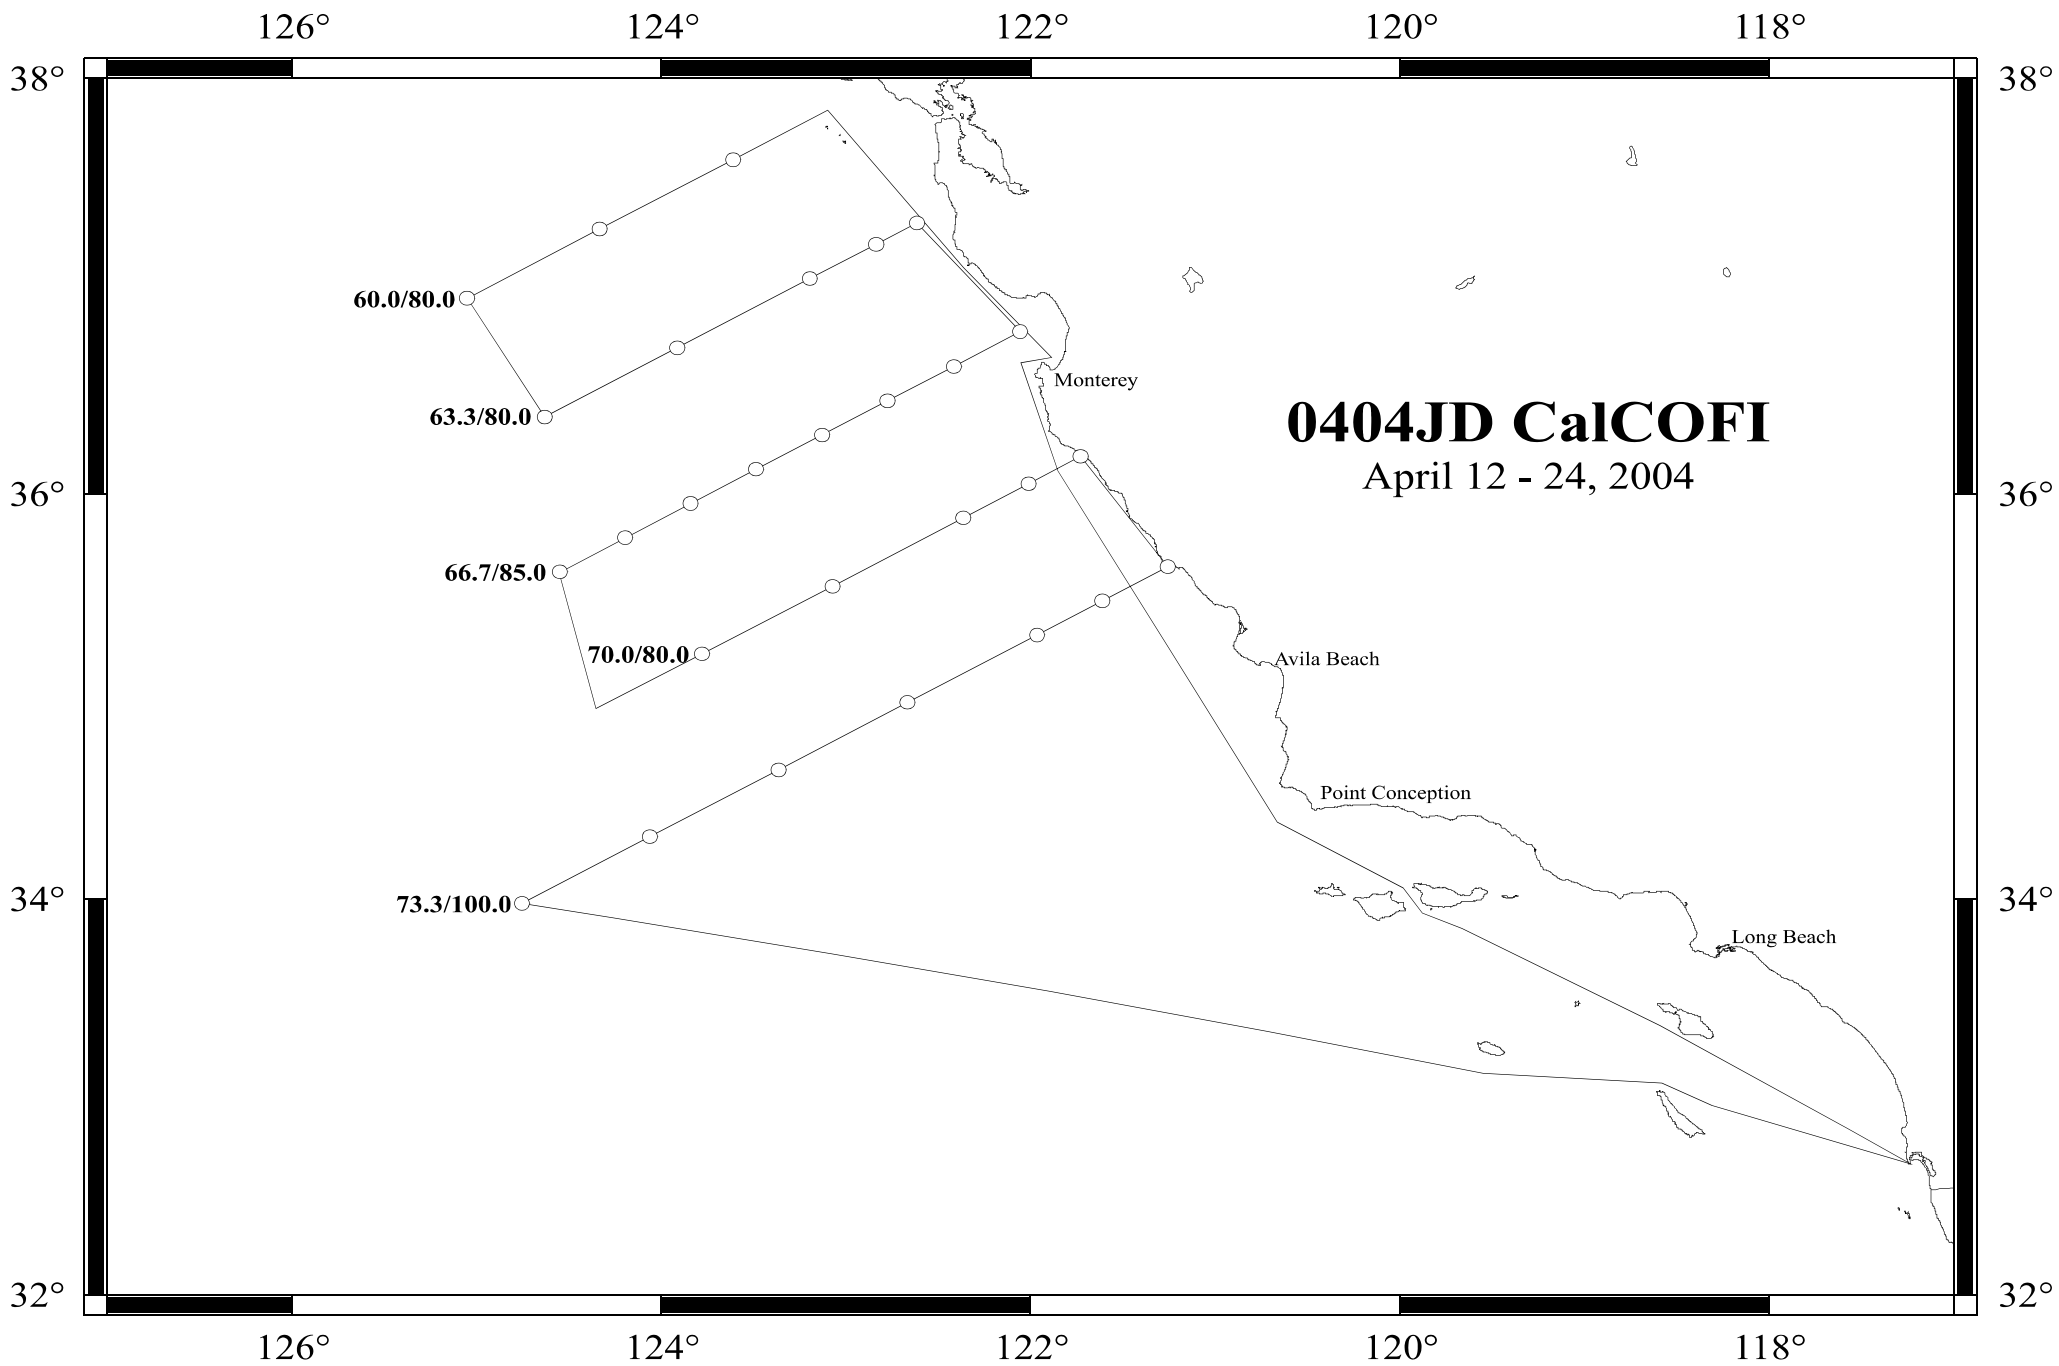 126° 124° 122° 120° 118°
38° 38°
60.0/80.0
63.3/80.0
Monterey
0404JD CalCOFI
April 12 - 24, 2004
36° 36°
66.7/85.0
70.0/80.0
Avila Beach
Point Conception
34° 34°
73.3/100.0
Long Beach
32° 32°
126° 124° 122° 120° 118°